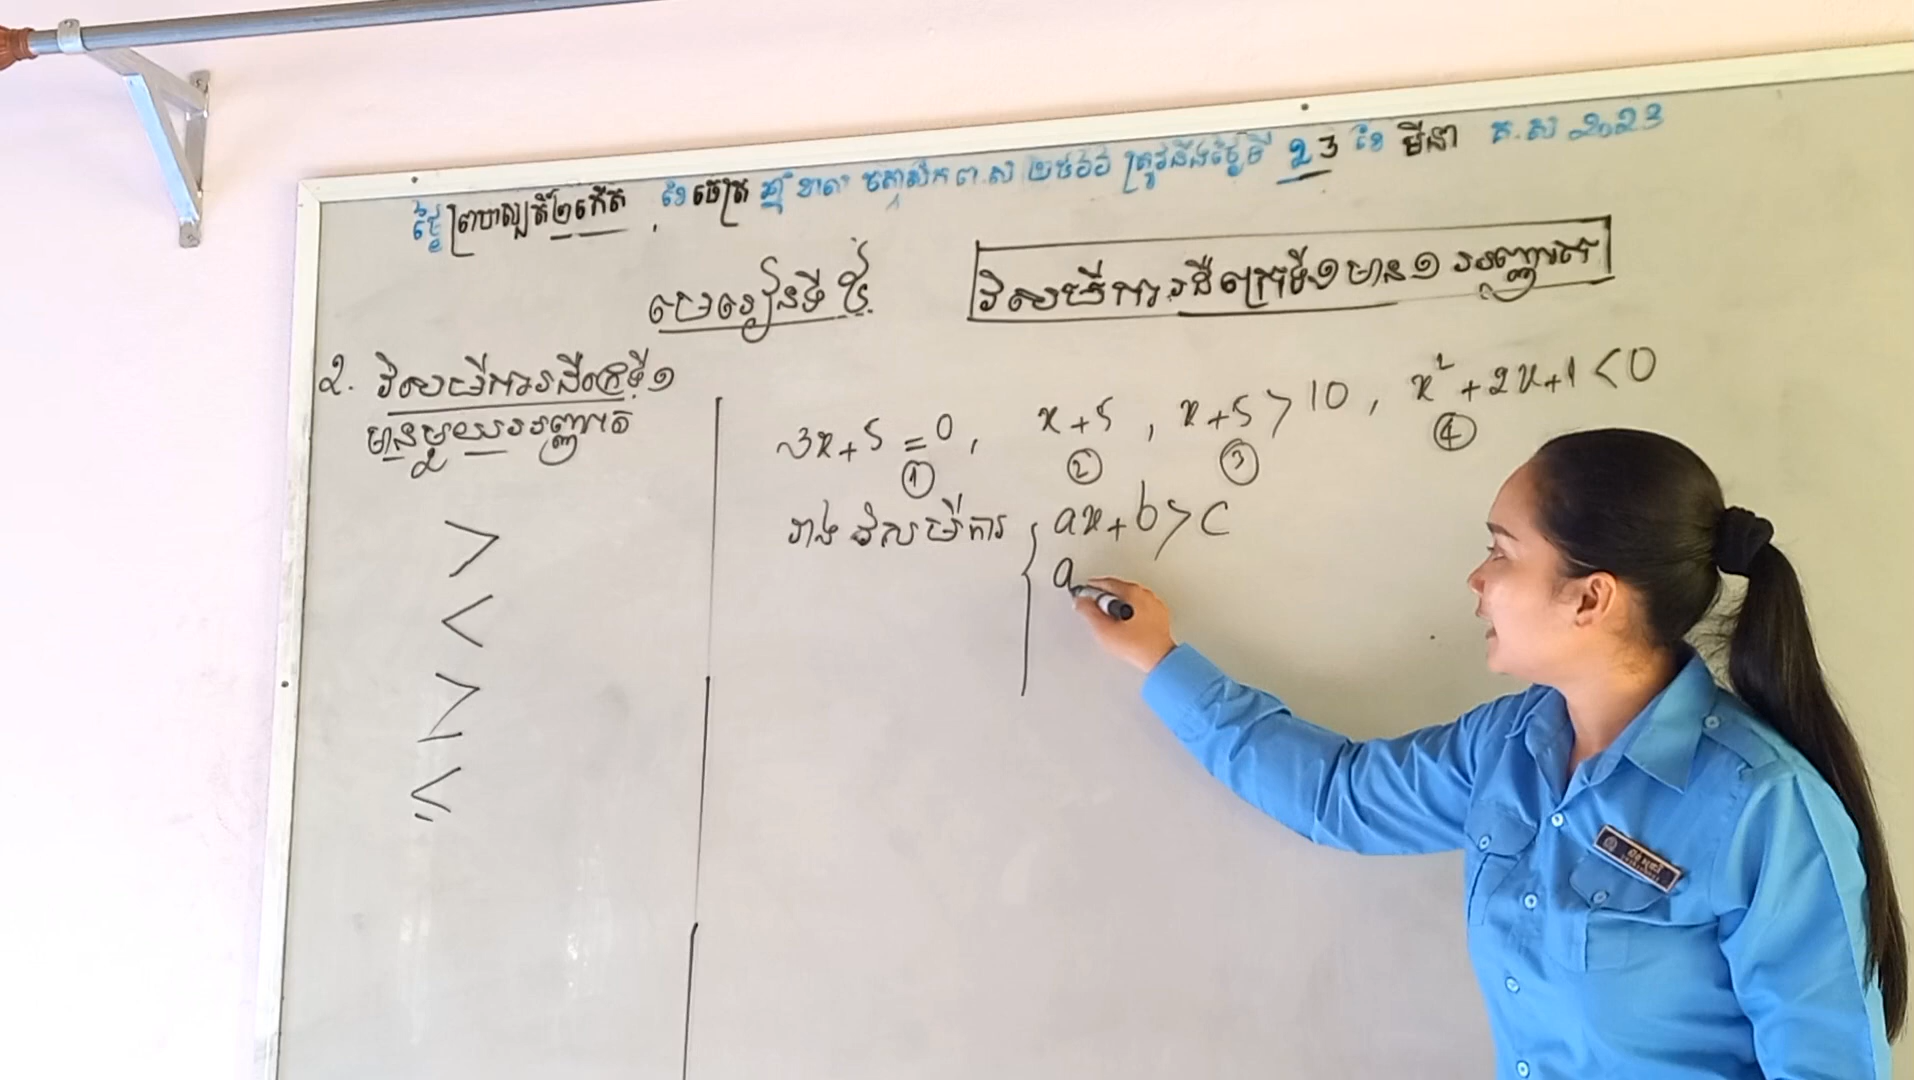 ថ្ងៃ ព្រហស្បតិ៍ ២កើត ខែ ចេត្រ ឆ្នាំ ខាល ចត្វាស័ក ព.ស ២៥៦៦ ត្រូវនឹងថ្ងៃទី 23 ខែ មីនា គ.ស 2023
មេរៀនទី ៥
វិសមីការដឺក្រេទី១ មាន១ អញ្ញាត
2. វិសមីការដឺក្រេទី១
មានមួយអញ្ញាត
3x+5=0, x+5, x+5>10, x²+2x+1<0
① ② ③ ④
រាង វិសមីការ { ax+b>c
a
>
<
≥
≤